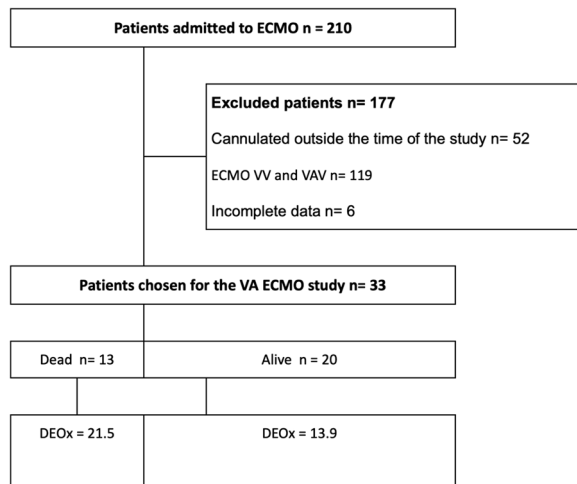 Patients admitted to ECMO n = 210
Excluded patients n= 177
Cannulated outside the time of the study n= 52
ECMO VV and VAV n= 119
Incomplete data n= 6
Patients chosen for the VA ECMO study n= 33
Dead n= 13
Alive n = 20
DEOx = 21.5
DEOx = 13.9